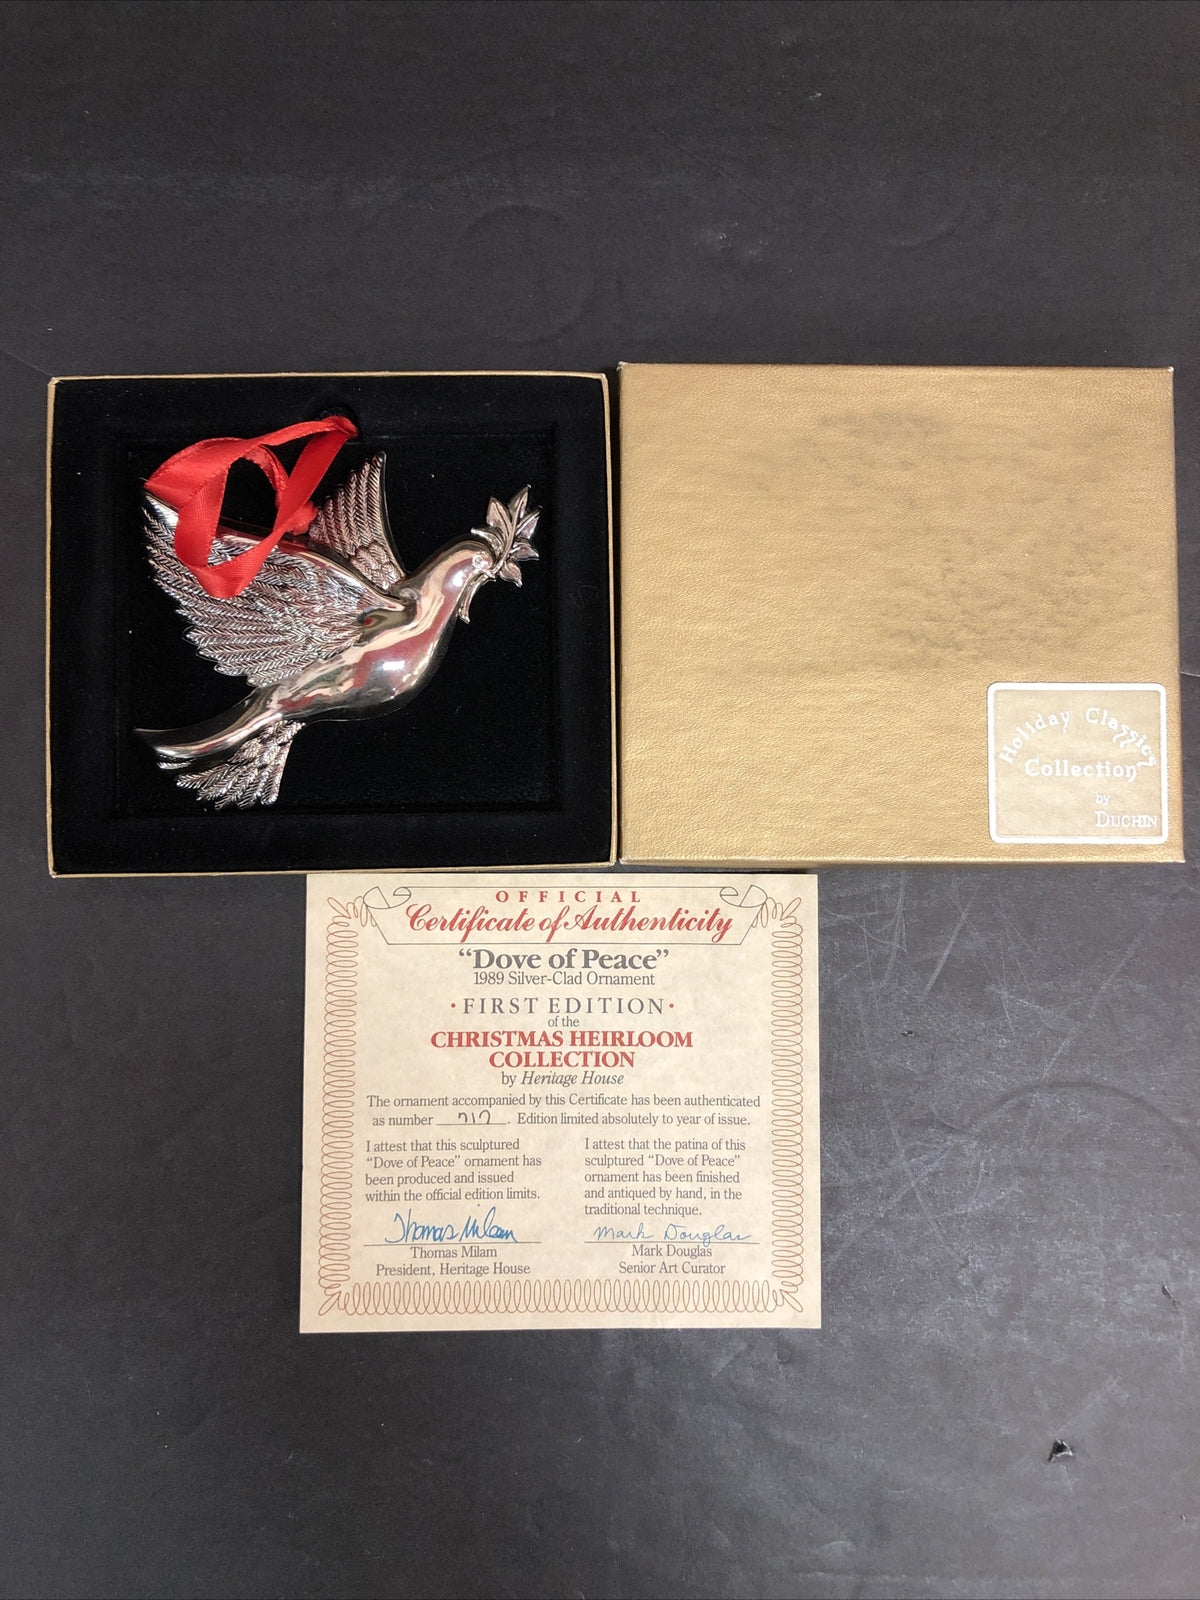 Holiday Classics
Collection
by
DUCHIN
OFFICIAL
Certificate of Authenticity
“Dove of Peace”
1989 Silver-Clad Ornament
· FIRST EDITION ·
of the
CHRISTMAS HEIRLOOM
COLLECTION
by Heritage House
The ornament accompanied by this Certificate has been authenticated
as number 717. Edition limited absolutely to year of issue.
I attest that this sculptured
“Dove of Peace” ornament has
been produced and issued
within the official edition limits.
Thomas Milam
Thomas Milam
President, Heritage House
I attest that the patina of this
sculptured “Dove of Peace”
ornament has been finished
and antiqued by hand, in the
traditional technique.
Mark Douglas
Mark Douglas
Senior Art Curator